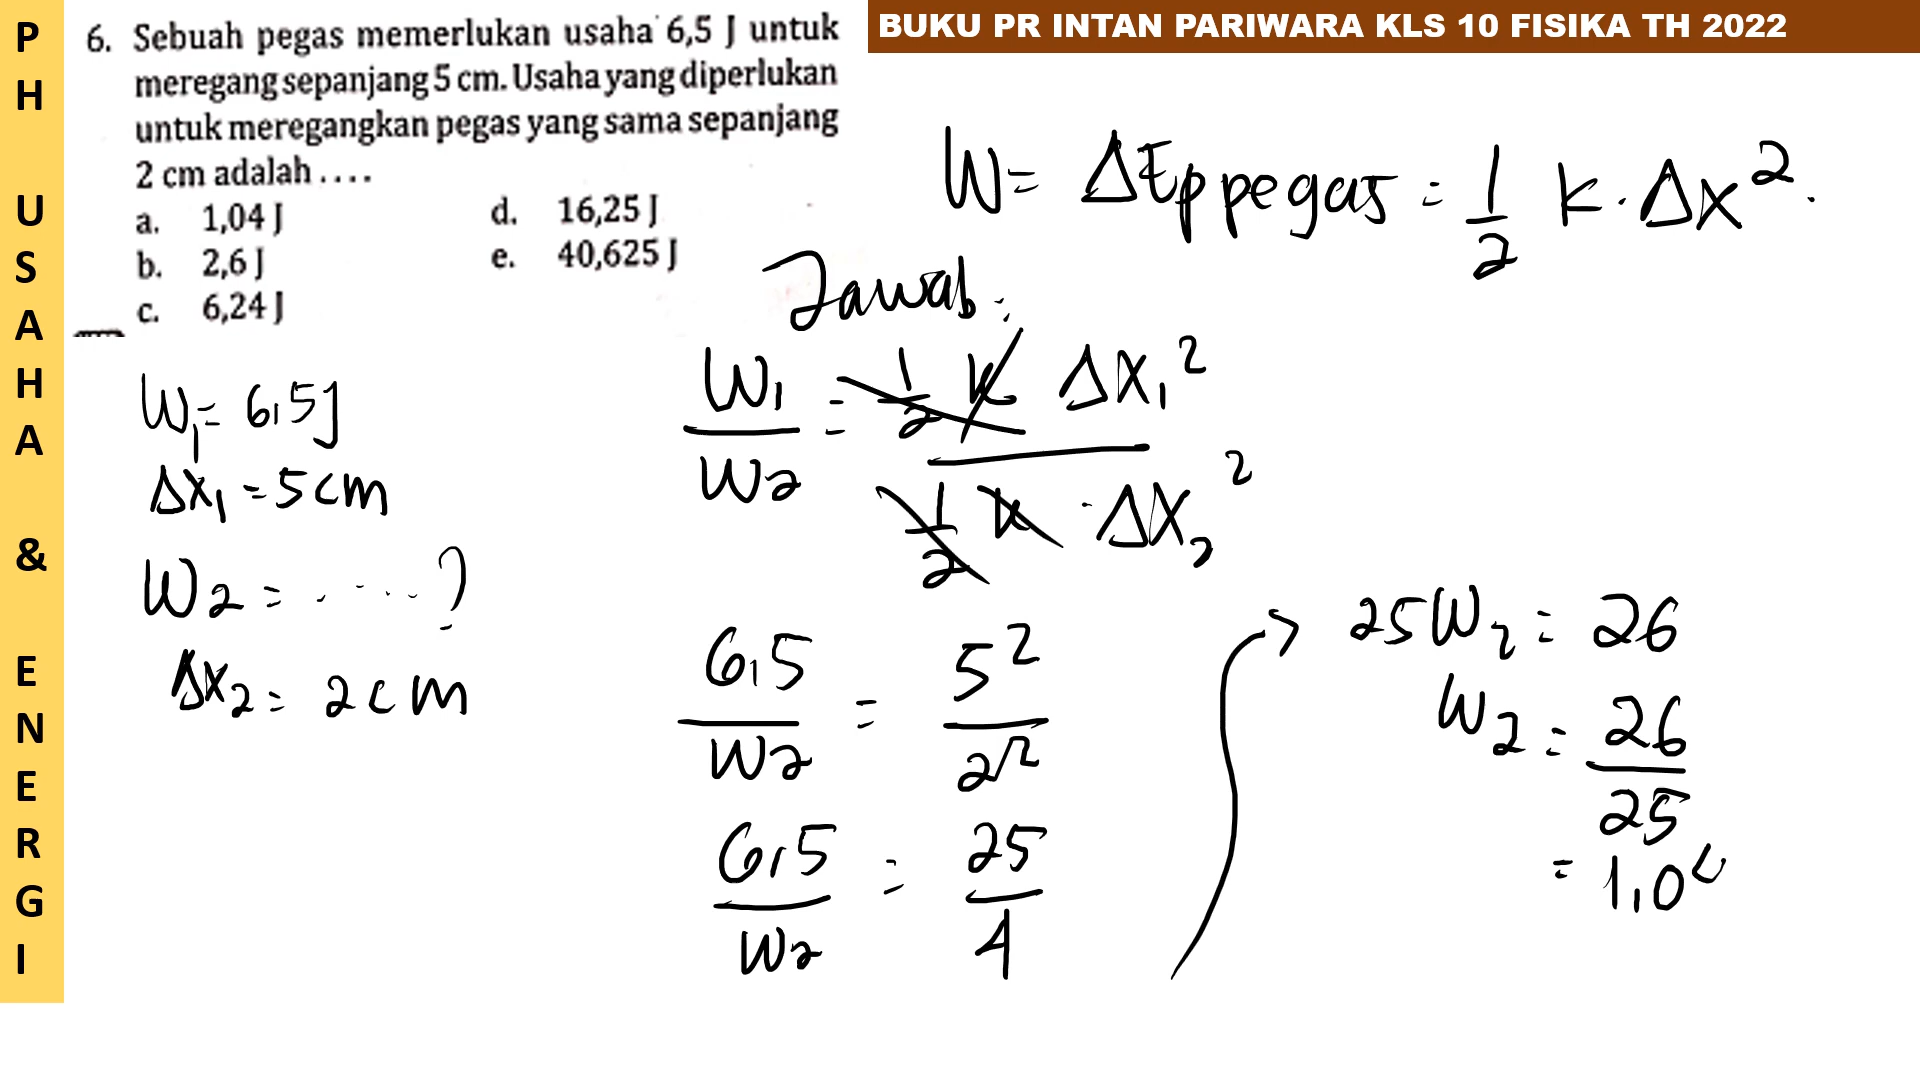 P
H
U
S
A
H
A
&
E
N
E
R
G
I
6. Sebuah pegas memerlukan usaha 6,5 J untuk
meregang sepanjang 5 cm. Usaha yang diperlukan
untuk meregangkan pegas yang sama sepanjang
2 cm adalah ....
a. 1,04 J
b. 2,6 J
c. 6,24 J
d. 16,25 J
e. 40,625 J
BUKU PR INTAN PARIWARA KLS 10 FISIKA TH 2022
W = ΔEp pegas = 1/2 k . Δx² .
W₁ = 6,5 J
Δx₁ = 5 cm
W₂ = .....?
Δx₂ = 2 cm
Jawab :
W₁/W₂ = 1/2 k Δx₁² / 1/2 k . Δx₂²
6,5/W₂ = 5²/2²
6,5/W₂ = 25/4
25 W₂ = 26
W₂ = 26/25
= 1,04